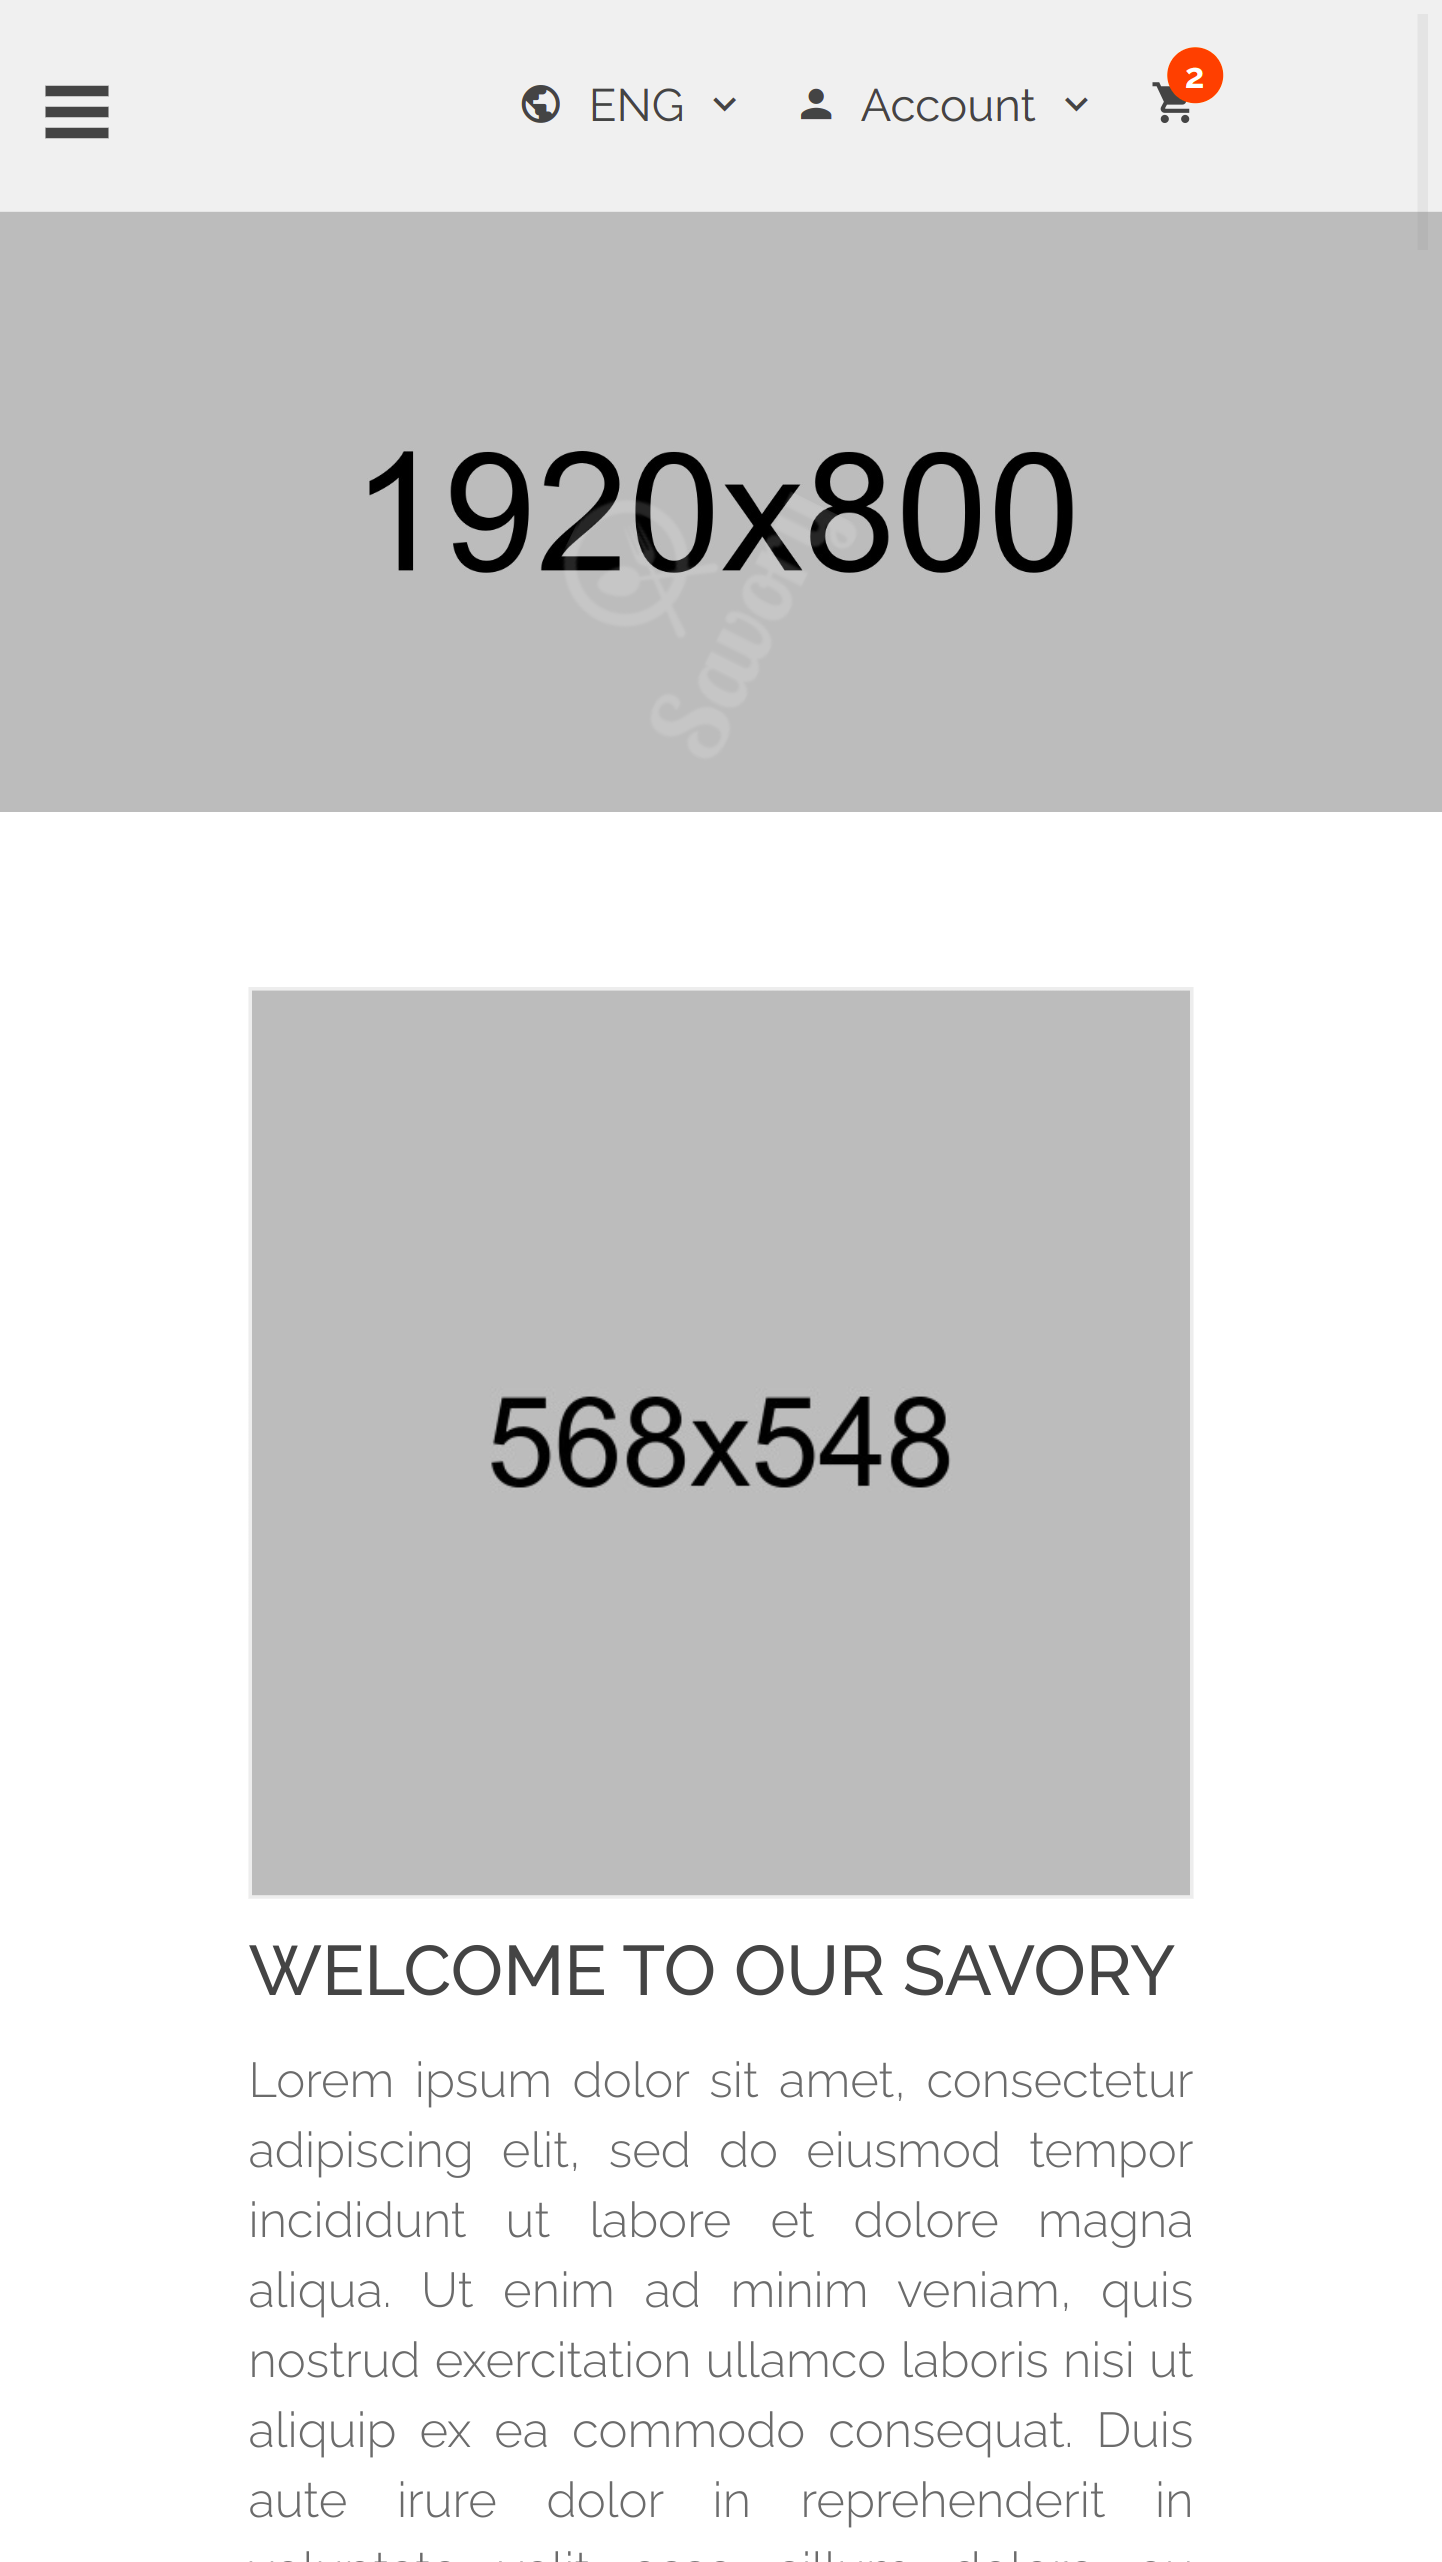 ENG Account 2
1920x800
Savory
568x548
WELCOME TO OUR SAVORY
Lorem ipsum dolor sit amet, consectetur
adipiscing elit, sed do eiusmod tempor
incididunt ut labore et dolore magna
aliqua. Ut enim ad minim veniam, quis
nostrud exercitation ullamco laboris nisi ut
aliquip ex ea commodo consequat. Duis
aute irure dolor in reprehenderit in